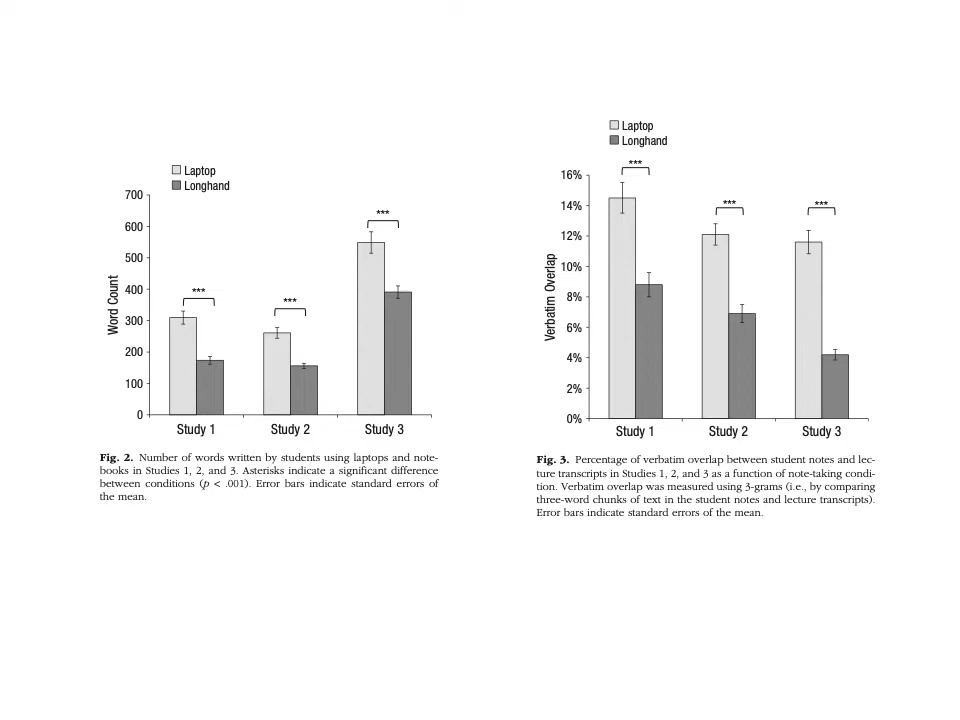 Laptop
Longhand
700
600
500
400
300
200
100
0
Word Count
***
***
***
Study 1
Study 2
Study 3
Fig. 2. Number of words written by students using laptops and note-
books in Studies 1, 2, and 3. Asterisks indicate a significant difference
between conditions (p < .001). Error bars indicate standard errors of
the mean.
Laptop
Longhand
16%
14%
12%
10%
8%
6%
4%
2%
0%
Verbatim Overlap
***
***
***
Study 1
Study 2
Study 3
Fig. 3. Percentage of verbatim overlap between student notes and lec-
ture transcripts in Studies 1, 2, and 3 as a function of note-taking condi-
tion. Verbatim overlap was measured using 3-grams (i.e., by comparing
three-word chunks of text in the student notes and lecture transcripts).
Error bars indicate standard errors of the mean.